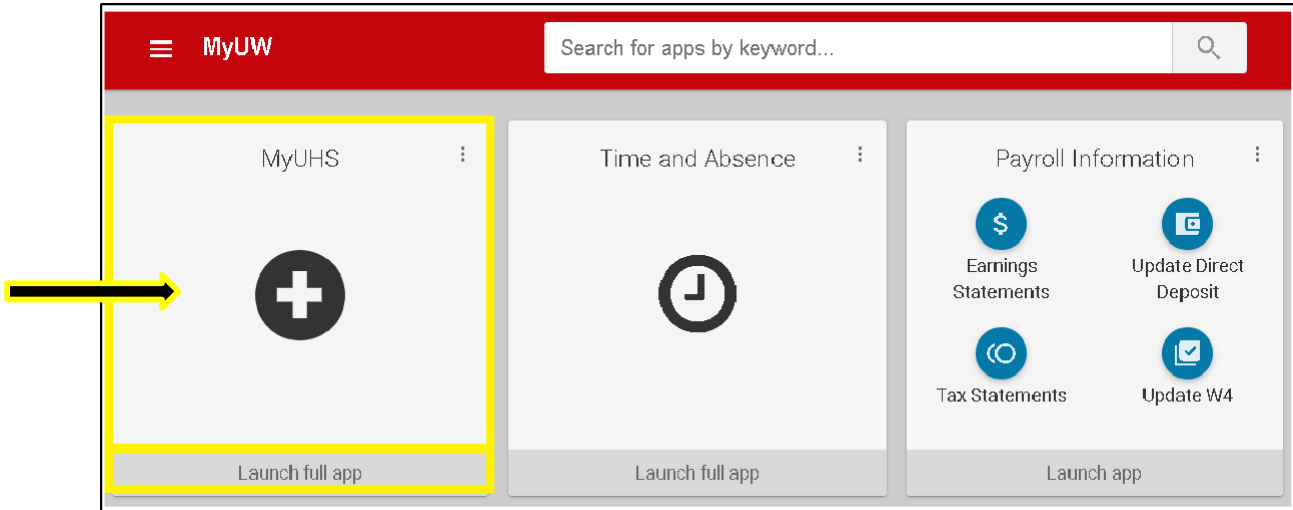 MyUW
Search for apps by keyword...
MyUHS
Launch full app
Time and Absence
Launch full app
Payroll Information
$
Earnings
Statements
Update Direct
Deposit
Tax Statements
Update W4
Launch app